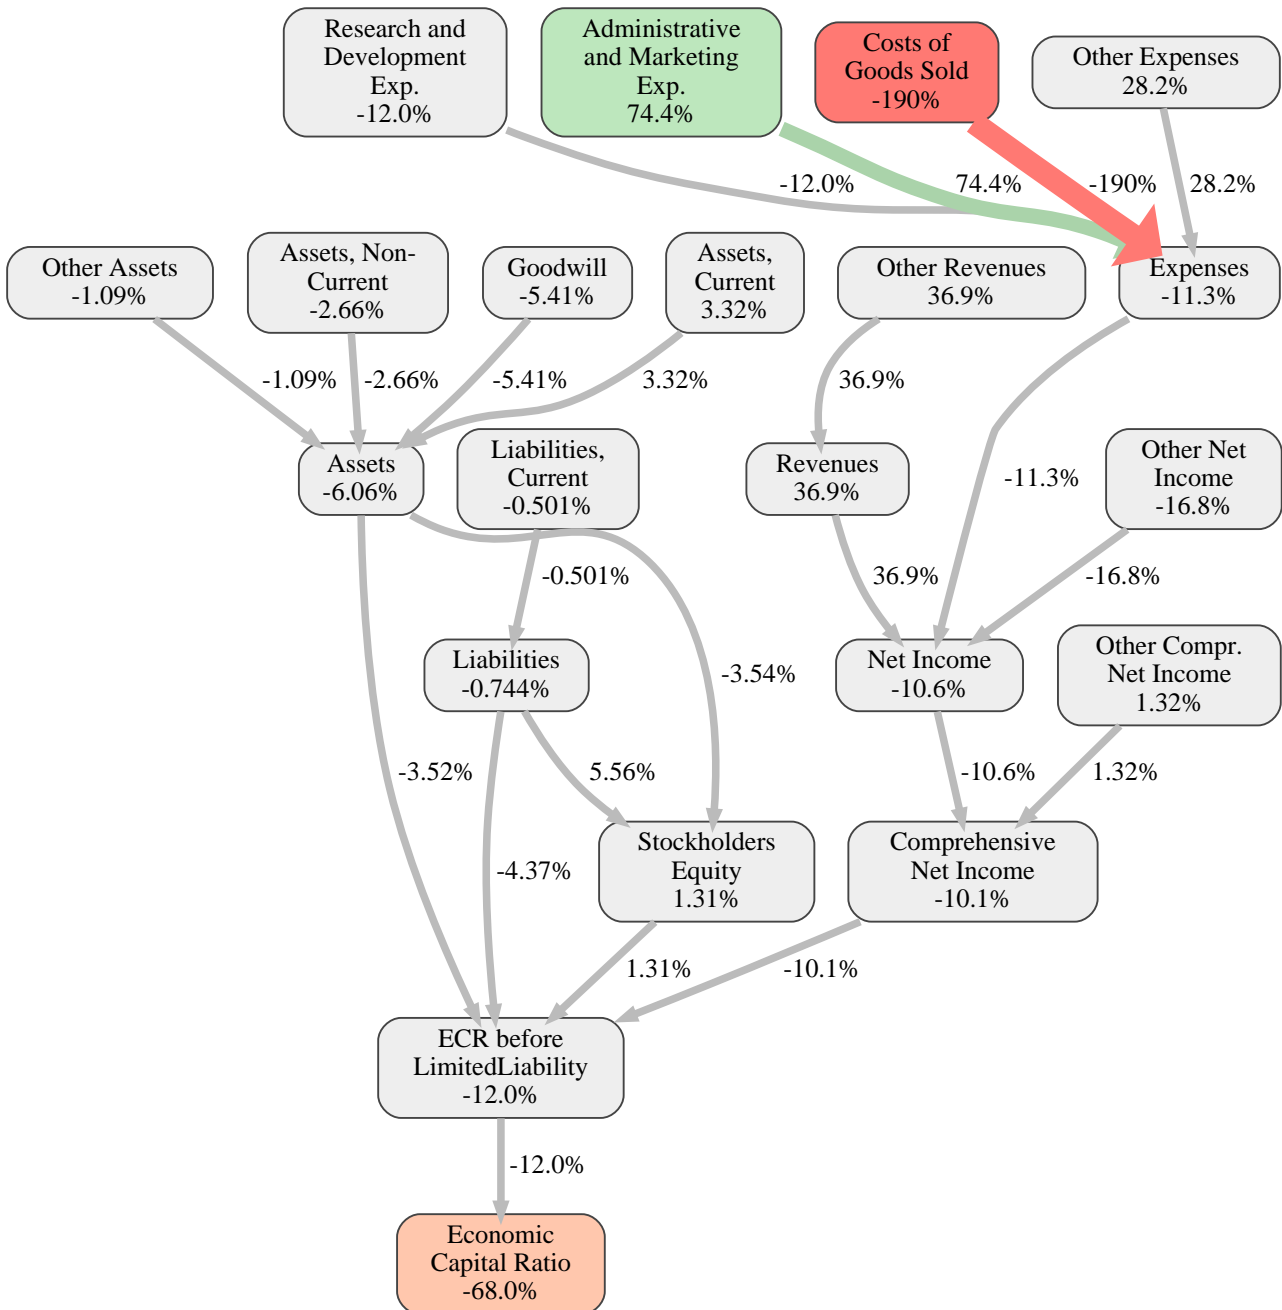 Research and
Development
Exp.
-12.0%
Administrative
and Marketing
Exp.
74.4%
Costs of
Goods Sold
-190%
Other Expenses
28.2%
-12.0%
74.4%
-190%
28.2%
Other Assets
-1.09%
Assets, Non-
Current
-2.66%
Goodwill
-5.41%
Assets,
Current
3.32%
Other Revenues
36.9%
Expenses
-11.3%
-1.09%
-2.66%
-5.41%
3.32%
36.9%
Assets
-6.06%
Liabilities,
Current
-0.501%
Revenues
36.9%
-11.3%
Other Net
Income
-16.8%
-0.501%
36.9%
-16.8%
Liabilities
-0.744%
-3.54%
Net Income
-10.6%
Other Compr.
Net Income
1.32%
-3.52%
5.56%
-10.6%
1.32%
-4.37%
Stockholders
Equity
1.31%
Comprehensive
Net Income
-10.1%
1.31%
-10.1%
ECR before
LimitedLiability
-12.0%
-12.0%
Economic
Capital Ratio
-68.0%